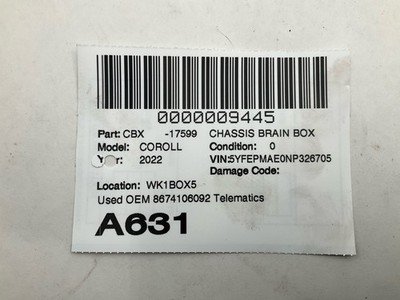 0000009445
Part: CBX -17599 CHASSIS BRAIN BOX
Model: COROLL Condition: 0
Year: 2022 VIN:5YFEPMAE0NP326705
Damage Code:
Location: WK1BOX5
Used OEM 8674106092 Telematics
A631